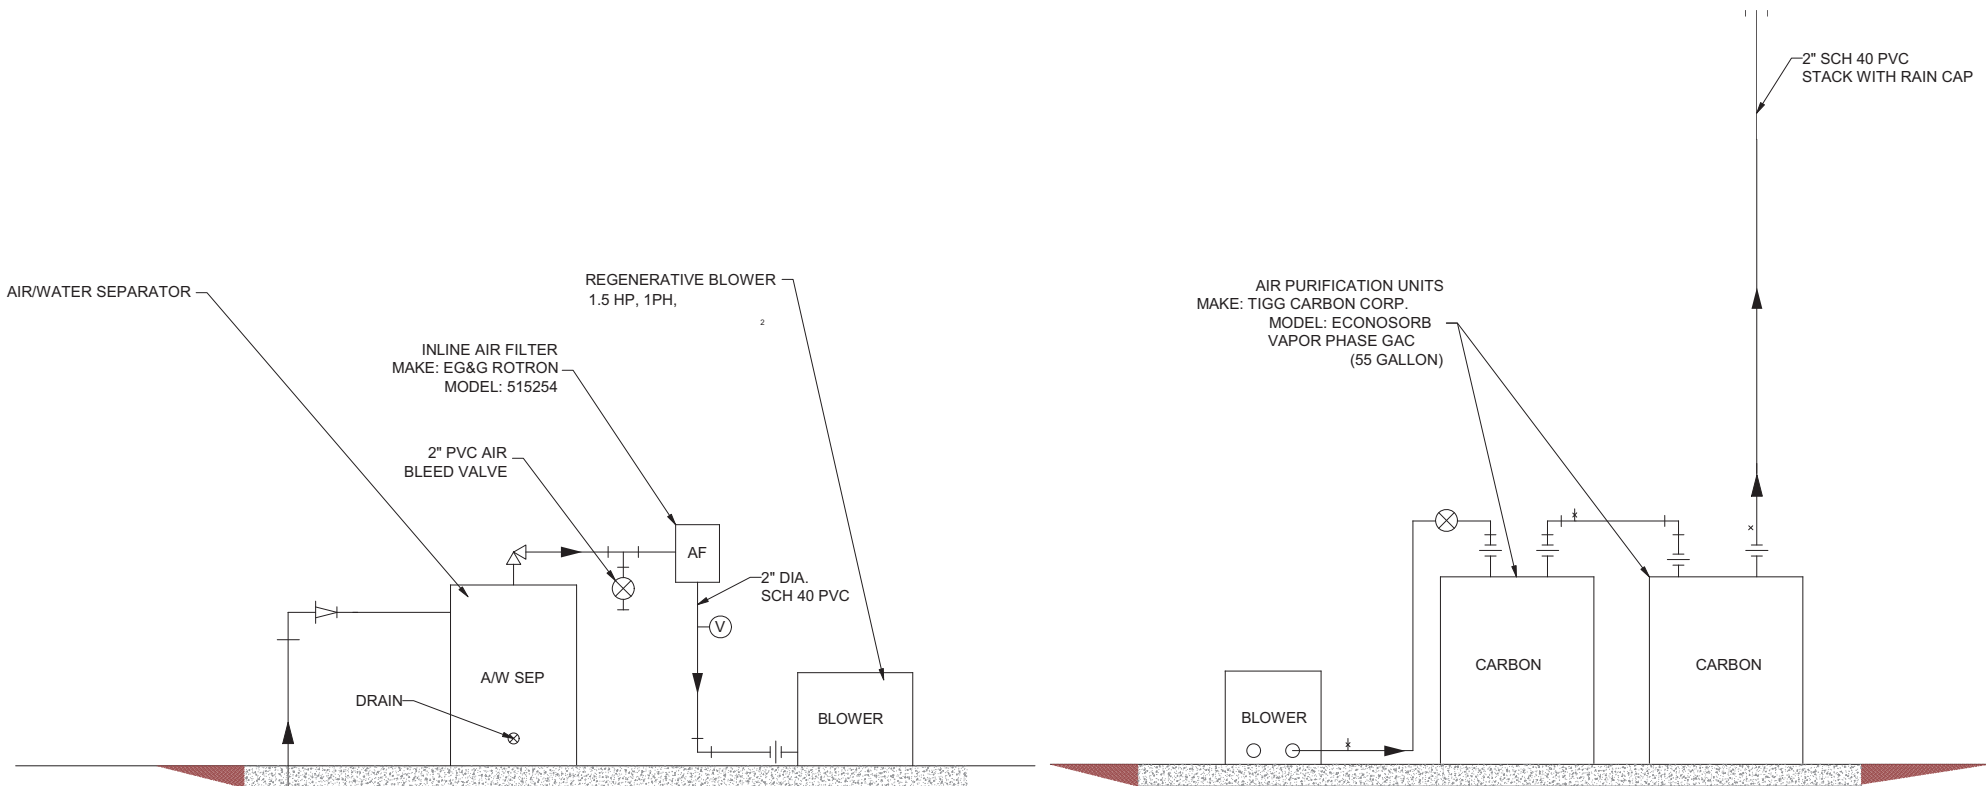 AIR/WATER SEPARATOR
REGENERATIVE BLOWER
1.5 HP, 1PH,
2
INLINE AIR FILTER
MAKE: EG&G ROTRON
MODEL: 515254
2" PVC AIR
BLEED VALVE
AF
2" DIA.
SCH 40 PVC
V
A/W SEP
DRAIN
BLOWER
2" SCH 40 PVC
STACK WITH RAIN CAP
AIR PURIFICATION UNITS
MAKE: TIGG CARBON CORP.
MODEL: ECONOSORB
VAPOR PHASE GAC
(55 GALLON)
CARBON
CARBON
BLOWER